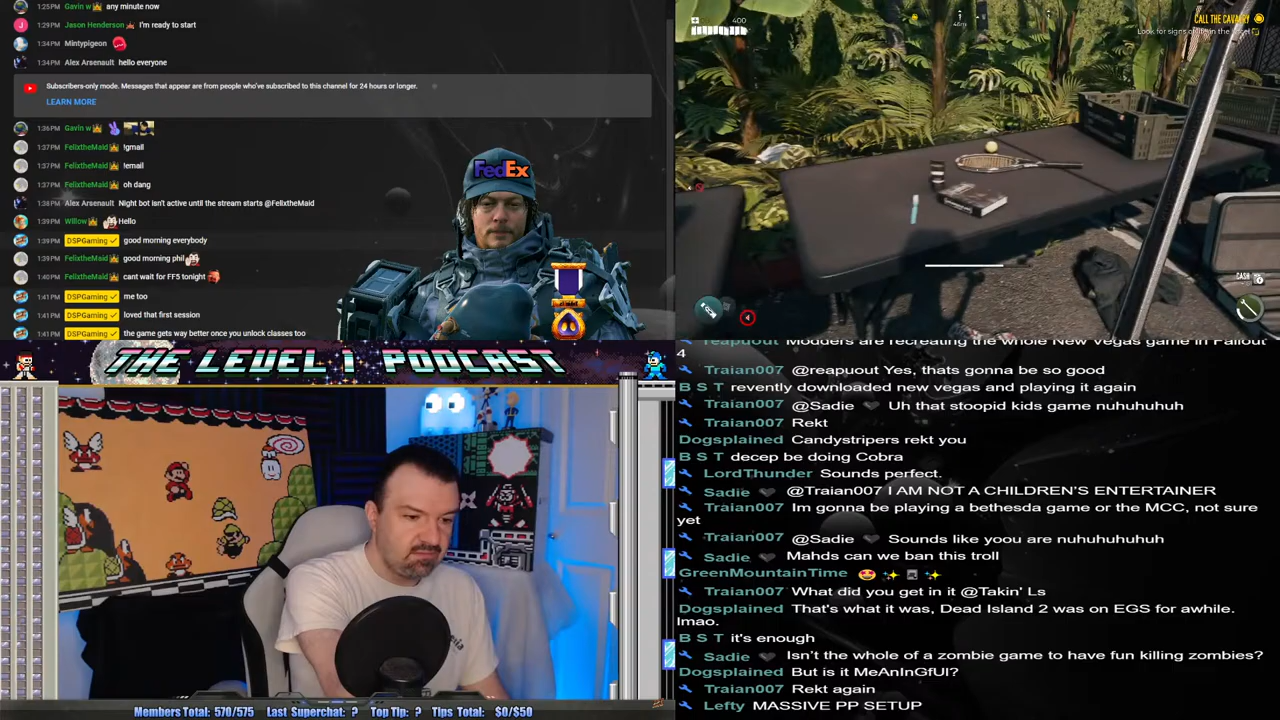 1:25PM Gavin w any minute now
1:29PM Jason Henderson I'm ready to start
1:34PM Mintypigeon
1:34PM Alex Arsenault hello everyone
Subscribers-only mode. Messages that appear are from people who've subscribed to this channel for 24 hours or longer.
LEARN MORE
1:36PM Gavin w
1:37PM FelixtheMaid !gmail
1:37PM FelixtheMaid !email
1:37PM FelixtheMaid oh dang
1:38PM Alex Arsenault Night bot isn't active until the stream starts @FelixtheMaid
1:39PM Willow Hello
1:39PM DSPGaming ✓ good morning everybody
1:39PM FelixtheMaid good morning phil
1:40PM FelixtheMaid cant wait for FF5 tonight
1:41PM DSPGaming ✓ me too
1:41PM DSPGaming ✓ loved that first session
1:41PM DSPGaming ✓ the game gets way better once you unlock classes too
FedEx
400
CALL THE CAVALRY
CASH
THE LEVEL 1 PODCAST
reapuout Modders are recreating the whole New Vegas game in Fallout
4
Traian007 @reapuout Yes, thats gonna be so good
B S T revently downloaded new vegas and playing it again
Traian007 @Sadie Uh that stoopid kids game nuhuhuhuh
Traian007 Rekt
Dogsplained Candystripers rekt you
B S T decep be doing Cobra
LordThunder Sounds perfect.
Sadie @Traian007 I AM NOT A CHILDREN'S ENTERTAINER
Traian007 Im gonna be playing a bethesda game or the MCC, not sure
yet
Traian007 @Sadie Sounds like yoou are nuhuhuhuh
Sadie Mahds can we ban this troll
GreenMountainTime
Traian007 What did you get in it @Takin' Ls
Dogsplained That's what it was, Dead Island 2 was on EGS for awhile.
lmao.
B S T it's enough
Sadie Isn't the whole of a zombie game to have fun killing zombies?
Dogsplained But is it MeAnInGfUl?
Traian007 Rekt again
Lefty MASSIVE PP SETUP
Members Total: 570/575 Last Superchat: ? Top Tip: ? Tips Total: $0/$50